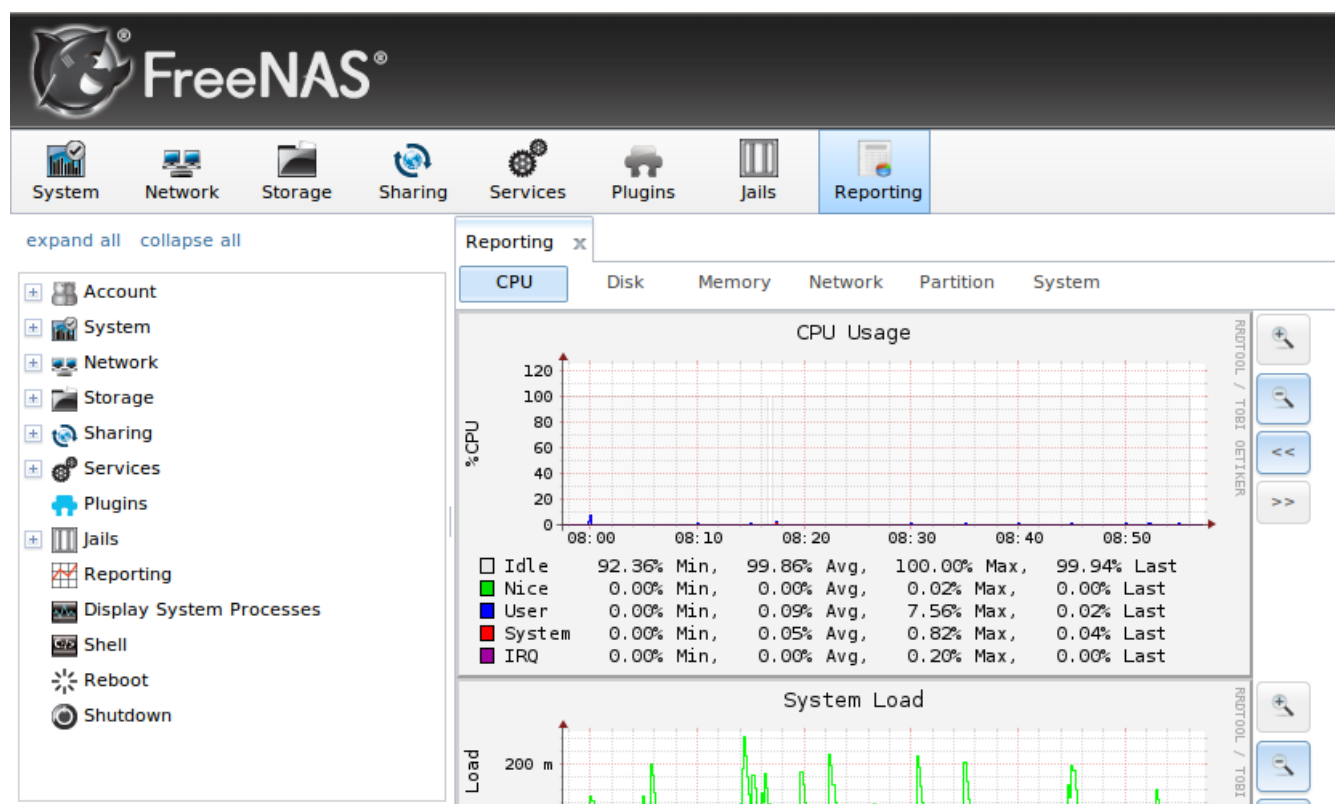 FreeNAS®
System Network Storage Sharing Services Plugins Jails Reporting
expand all collapse all
Account
System
Network
Storage
Sharing
Services
Plugins
Jails
Reporting
Display System Processes
Shell
Reboot
Shutdown
Reporting x
CPU Disk Memory Network Partition System
CPU Usage
RRDTOOL / TOBI OETIKER
%CPU
120
100
80
60
40
20
0
08:00 08:10 08:20 08:30 08:40 08:50
Idle 92.36% Min, 99.86% Avg, 100.00% Max, 99.94% Last
Nice 0.00% Min, 0.00% Avg, 0.02% Max, 0.00% Last
User 0.00% Min, 0.09% Avg, 7.56% Max, 0.02% Last
System 0.00% Min, 0.05% Avg, 0.82% Max, 0.04% Last
IRQ 0.00% Min, 0.00% Avg, 0.20% Max, 0.00% Last
<<
>>
System Load
RRDTOOL / TOBI
Load
200 m